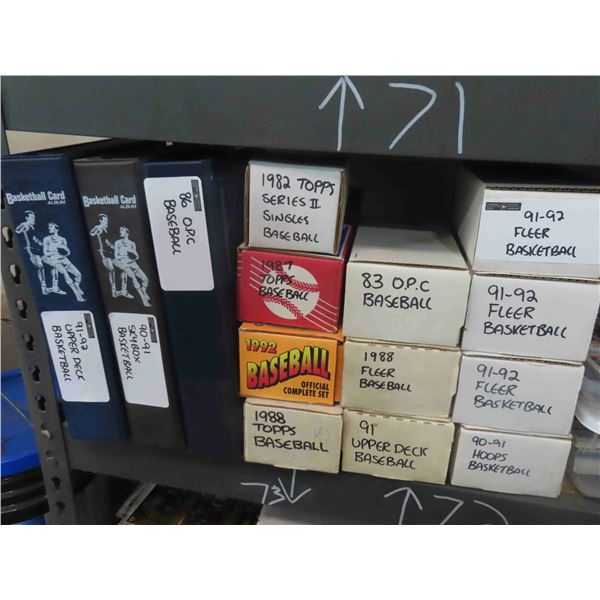 ↑ 71
Basketball Card
ALBUM
91-92
UPPER DECK
BASKETBALL
Basketball Card
ALBUM
90-91
SKYBOX
BASKETBALL
86 O.P.C
BASEBALL
1982 TOPPS
SERIES II
SINGLES
BASEBALL
1987
TOPPS
BASEBALL
1992
BASEBALL
OFFICIAL
COMPLETE SET
1988
TOPPS
BASEBALL
83 O.P.C
BASEBALL
1988
FLEER
BASEBALL
91
UPPER DECK
BASEBALL
91-92
FLEER
BASKETBALL
91-92
FLEER
BASKETBALL
91-92
FLEER
BASKETBALL
90-91
HOOPS
BASKETBALL
73 ↓
↑ 72